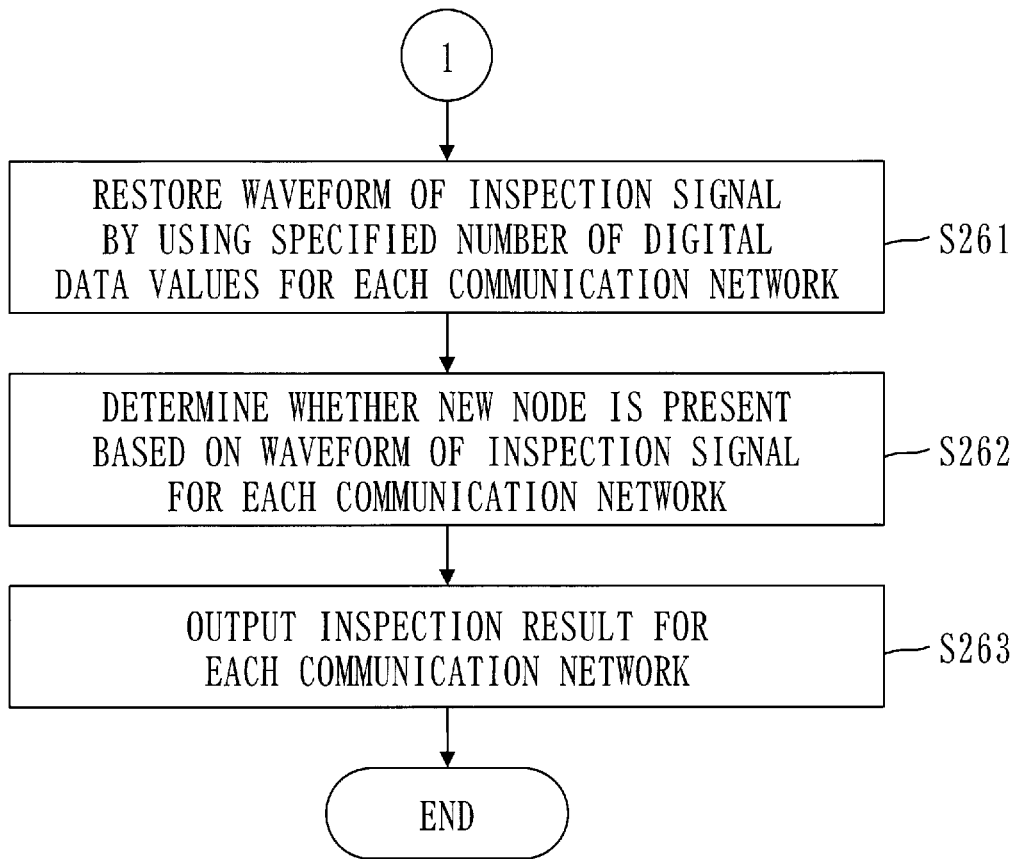 1
RESTORE WAVEFORM OF INSPECTION SIGNAL
BY USING SPECIFIED NUMBER OF DIGITAL
DATA VALUES FOR EACH COMMUNICATION NETWORK
S261
DETERMINE WHETHER NEW NODE IS PRESENT
BASED ON WAVEFORM OF INSPECTION SIGNAL
FOR EACH COMMUNICATION NETWORK
S262
OUTPUT INSPECTION RESULT FOR
EACH COMMUNICATION NETWORK
S263
END